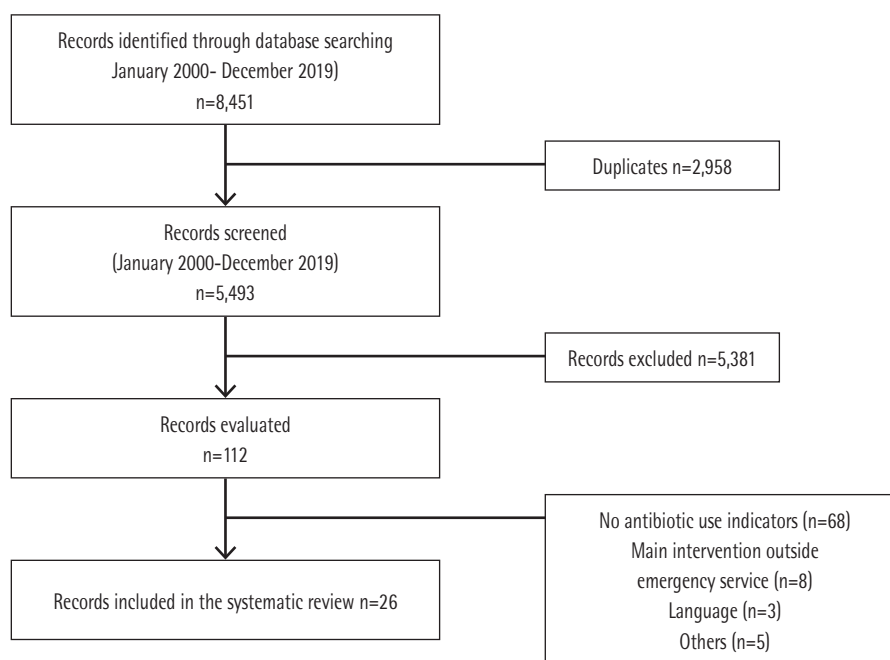 Records identified through database searching
January 2000- December 2019)
n=8,451
Duplicates n=2,958
Records screened
(January 2000-December 2019)
n=5,493
Records excluded n=5,381
Records evaluated
n=112
No antibiotic use indicators (n=68)
Main intervention outside
emergency service (n=8)
Language (n=3)
Others (n=5)
Records included in the systematic review n=26